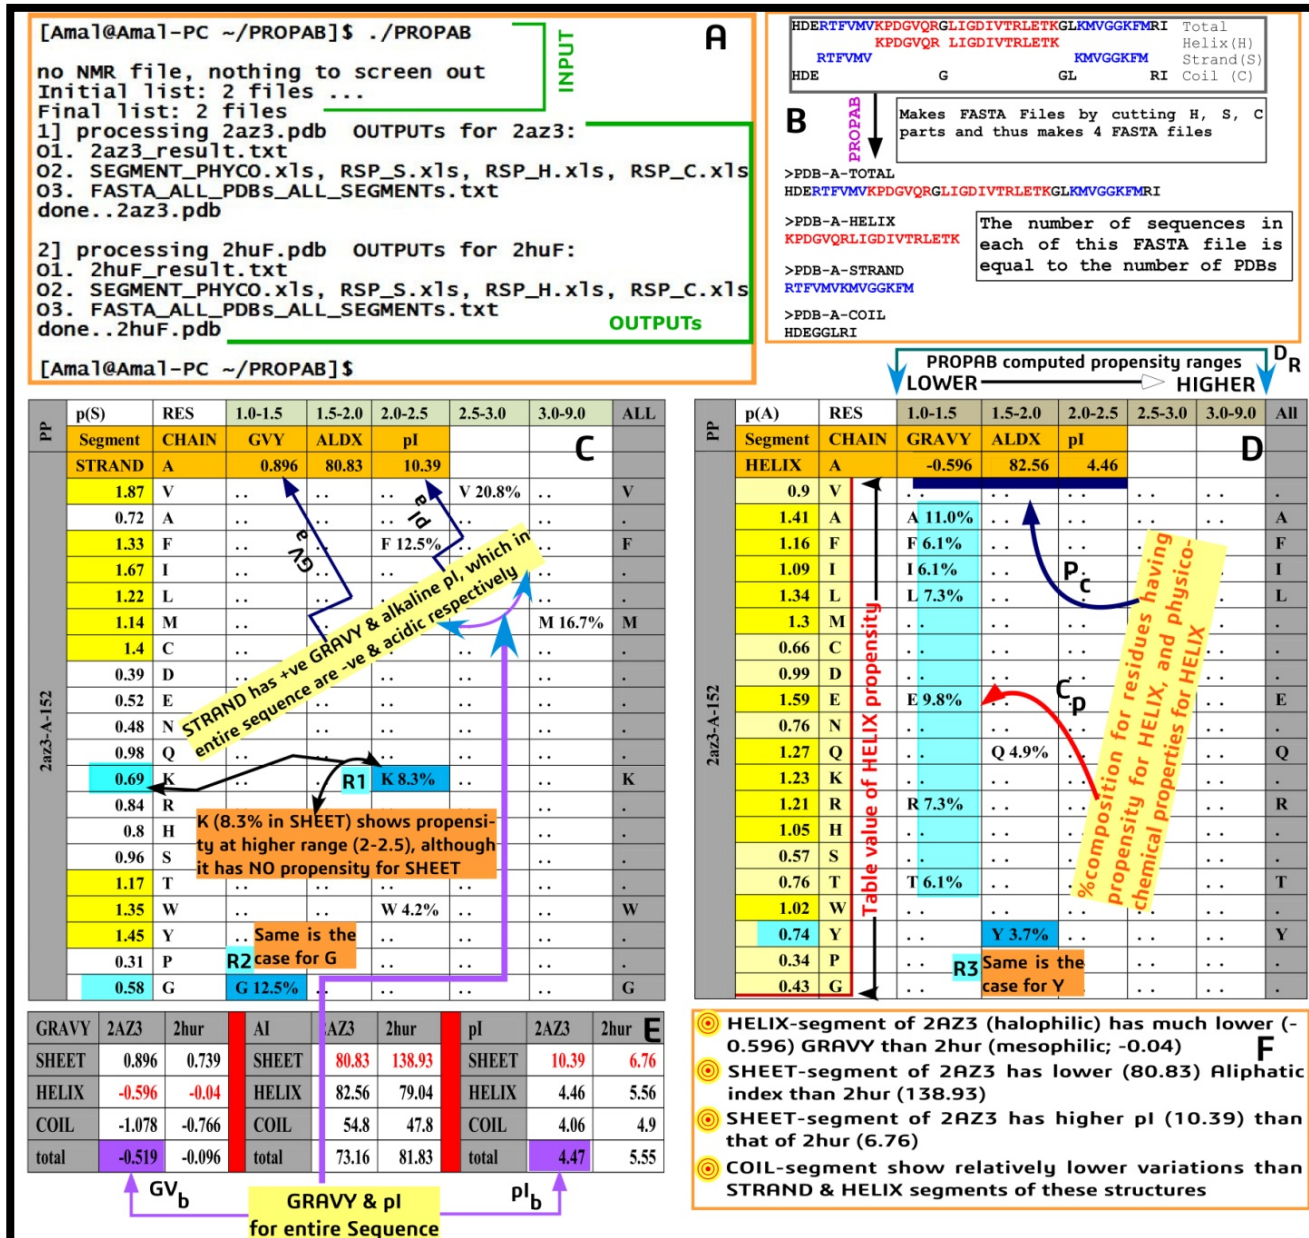 [Amal@Amal-PC ~/PROPAB]$ ./PROPAB
A
no NMR file, nothing to screen out
Initial list: 2 files ...
Final list: 2 files
INPUT
1] processing 2az3.pdb  OUTPUTs for 2az3:
O1. 2az3_result.txt
O2. SEGMENT_PHYCO.xls, RSP_S.xls, RSP_H.xls, RSP_C.xls
O3. FASTA_ALL_PDBs_ALL_SEGMENTs.txt
done..2az3.pdb
2] processing 2huF.pdb  OUTPUTs for 2huF:
O1. 2huF_result.txt
O2. SEGMENT_PHYCO.xls, RSP_S.xls, RSP_H.xls, RSP_C.xls
O3. FASTA_ALL_PDBs_ALL_SEGMENTs.txt
done..2huF.pdb
OUTPUTs
[Amal@Amal-PC ~/PROPAB]$
HDERTFVMVKPDGVQRGLIGDIVTRLETKGLKMVGGKFMRI Total
KPDGVQR LIGDIVTRLETK Helix(H)
RTFVMV KMVGGKFM Strand(S)
HDE G GL RI Coil (C)
B
PROPAB
Makes FASTA Files by cutting H, S, C
parts and thus makes 4 FASTA files
>PDB-A-TOTAL
HDERTFVMVKPDGVQRGLIGDIVTRLETKGLKMVGGKFMRI
>PDB-A-HELIX
KPDGVQRLIGDIVTRLETK
The number of sequences in
each of this FASTA file is
equal to the number of PDBs
>PDB-A-STRAND
RTFVMVKMVGGKFM
>PDB-A-COIL
HDEGGLRI
PROPAB computed propensity ranges
D_R
LOWER HIGHER
PP p(S) RES 1.0-1.5 1.5-2.0 2.0-2.5 2.5-3.0 3.0-9.0 ALL
Segment CHAIN GVY ALDX pI
C
STRAND A 0.896 80.83 10.39
2az3-A-152
1.87 V .. .. .. V 20.8% .. V
0.72 A .. .. .. .. .. .
1.33 F .. .. F 12.5% .. .. F
1.67 I .. .. .. .. .. .
1.22 L .. .. .. .. .. .
1.14 M .. .. .. .. M 16.7% M
1.4 C .. .. .. .. .. .
0.39 D .. .. .. .. .. .
0.52 E .. .. .. .. .. .
0.48 N .. .. .. .. .. .
0.98 Q .. .. .. .. .. .
0.69 K .. .. K 8.3% .. .. K
0.84 R .. .. .. .. .. .
0.8 H .. .
0.96 S .. .
1.17 T .. .. .. .. .. .
1.35 W .. .. W 4.2% .. .. W
1.45 Y .. .. .. .
0.31 P .. .. .. .
0.58 G G 12.5% .. .. .. .. G
GV_a
pI_a
STRAND has +ve GRAVY & alkaline pI, which in
entire sequence are -ve & acidic respectively
R1
K (8.3% in SHEET) shows propensi-
ty at higher range (2-2.5), although
it has NO propensity for SHEET
R2
Same is the
case for G
PP p(A) RES 1.0-1.5 1.5-2.0 2.0-2.5 2.5-3.0 3.0-9.0 All
Segment CHAIN GRAVY ALDX pI
D
HELIX A -0.596 82.56 4.46
2az3-A-152
0.9 V .. .. .. .. .. .
1.41 A A 11.0% .. .. .. .. A
1.16 F F 6.1% .. .. .. .. F
1.09 I I 6.1% .. .. .. .. I
1.34 L L 7.3% .. .. .. .. L
1.3 M .. .. .. .. .. .
0.66 C .. .. .. .. .. .
0.99 D .. .. .. .. .. .
1.59 E E 9.8% .. .. .. .. E
0.76 N .. .. .. .. .. .
1.27 Q .. Q 4.9% .. .. .. Q
1.23 K .. .. .. .. .. .
1.21 R R 7.3% .. .. .. .. R
1.05 H .. .. .. .. .. .
0.57 S .. .. .. .. .. .
0.76 T T 6.1% .. .. .. .. T
1.02 W .. .. .. .. .. .
0.74 Y .. Y 3.7% .. .. .. Y
0.34 P .. .. .. .
0.43 G .. .. .. .
Table value of HELIX propensity
P_C
C_p
%composition for residues having
propensity for HELIX, and physico-
chemical properties for HELIX
R3
Same is the
case for Y
GRAVY 2AZ3 2hur AI 2AZ3 2hur pI 2AZ3 2hur
E
SHEET 0.896 0.739 SHEET 80.83 138.93 SHEET 10.39 6.76
HELIX -0.596 -0.04 HELIX 82.56 79.04 HELIX 4.46 5.56
COIL -1.078 -0.766 COIL 54.8 47.8 COIL 4.06 4.9
total -0.519 -0.096 total 73.16 81.83 total 4.47 5.55
GV_b
pI_b
GRAVY & pI
for entire Sequence
HELIX-segment of 2AZ3 (halophilic) has much lower (-
0.596) GRAVY than 2hur (mesophilic; -0.04)
F
SHEET-segment of 2AZ3 has lower (80.83) Aliphatic
index than 2hur (138.93)
SHEET-segment of 2AZ3 has higher pI (10.39) than
that of 2hur (6.76)
COIL-segment show relatively lower variations than
STRAND & HELIX segments of these structures